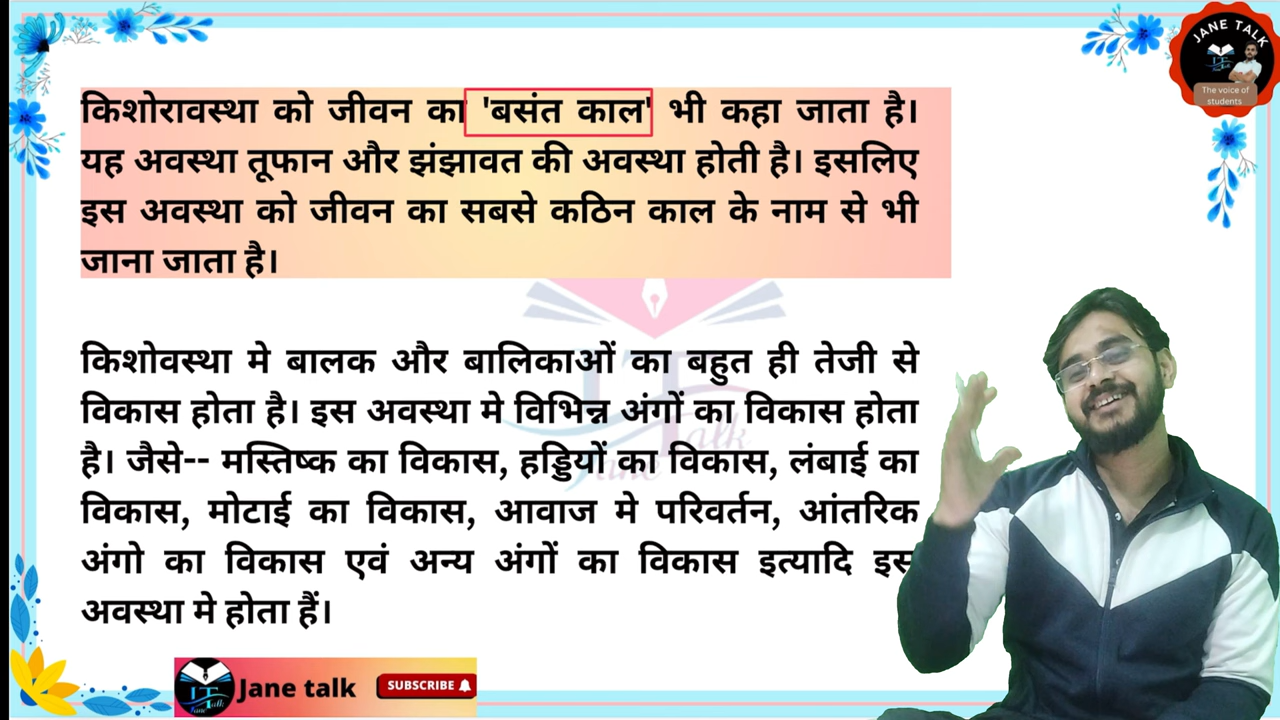 किशोरावस्था को जीवन का 'बसंत काल' भी कहा जाता है।
यह अवस्था तूफान और झंझावत की अवस्था होती है। इसलिए
इस अवस्था को जीवन का सबसे कठिन काल के नाम से भी
जाना जाता है।
किशोवस्था मे बालक और बालिकाओं का बहुत ही तेजी से
विकास होता है। इस अवस्था मे विभिन्न अंगों का विकास होता
है। जैसे-- मस्तिष्क का विकास, हड्डियों का विकास, लंबाई का
विकास, मोटाई का विकास, आवाज मे परिवर्तन, आंतरिक
अंगो का विकास एवं अन्य अंगों का विकास इत्यादि इस
अवस्था मे होता हैं।
JANE TALK
The voice of
students
Jane talk
SUBSCRIBE